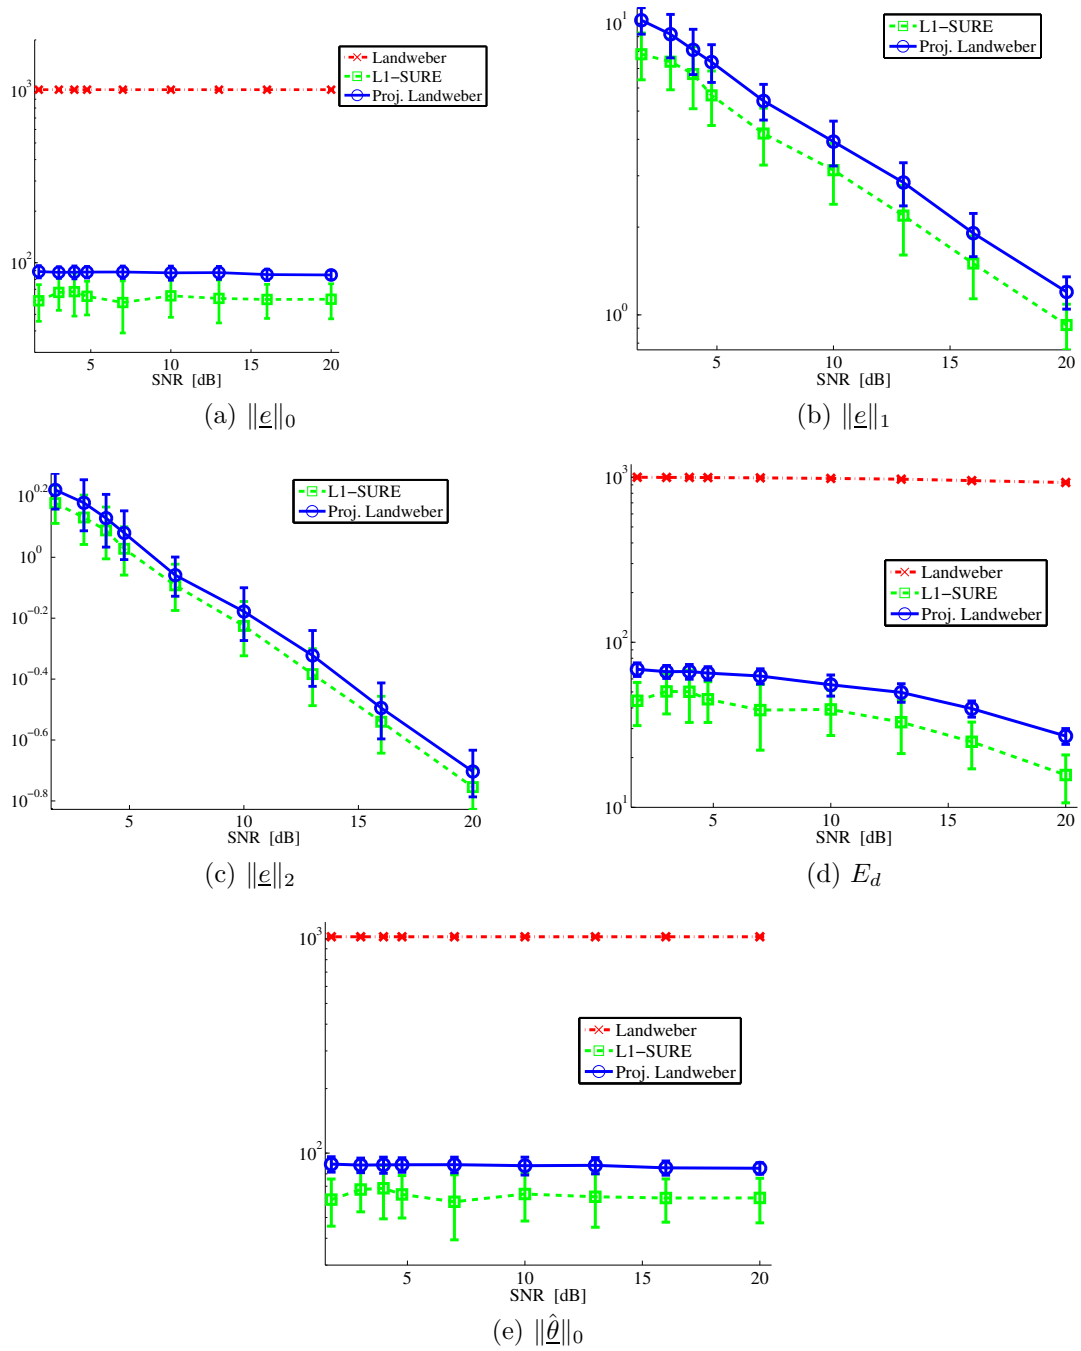 Landweber
L1−SURE
Proj. Landweber
10^3
10^2
5 10 15 20
SNR [dB]
(a) ‖e‖_0
L1−SURE
Proj. Landweber
10^1
10^0
5 10 15 20
SNR [dB]
(b) ‖e‖_1
L1−SURE
Proj. Landweber
10^0.2
10^0
10^−0.2
10^−0.4
10^−0.6
10^−0.8
5 10 15 20
SNR [dB]
(c) ‖e‖_2
10^3
Landweber
L1−SURE
Proj. Landweber
10^2
10^1
5 10 15 20
SNR [dB]
(d) E_d
10^3
Landweber
L1−SURE
Proj. Landweber
10^2
5 10 15 20
SNR [dB]
(e) ‖θ̂‖_0